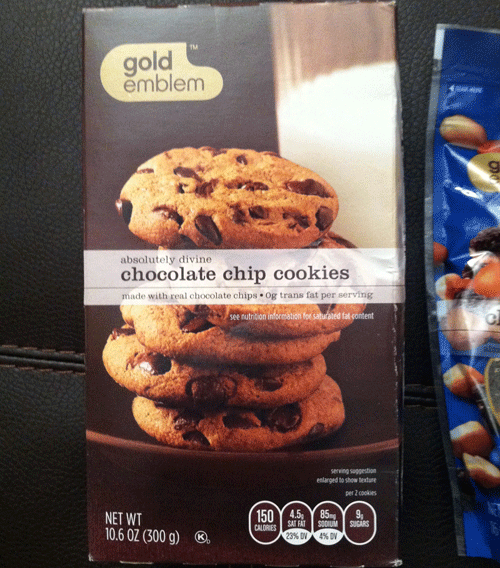 gold TM
emblem
absolutely divine
chocolate chip cookies
made with real chocolate chips • 0g trans fat per serving
see nutrition information for saturated fat content
serving suggestion
enlarged to show texture
per 2 cookies
150 CALORIES
4.5g SAT FAT 23% DV
85mg SODIUM 4% DV
9g SUGARS
NET WT
10.6 OZ (300 g) K